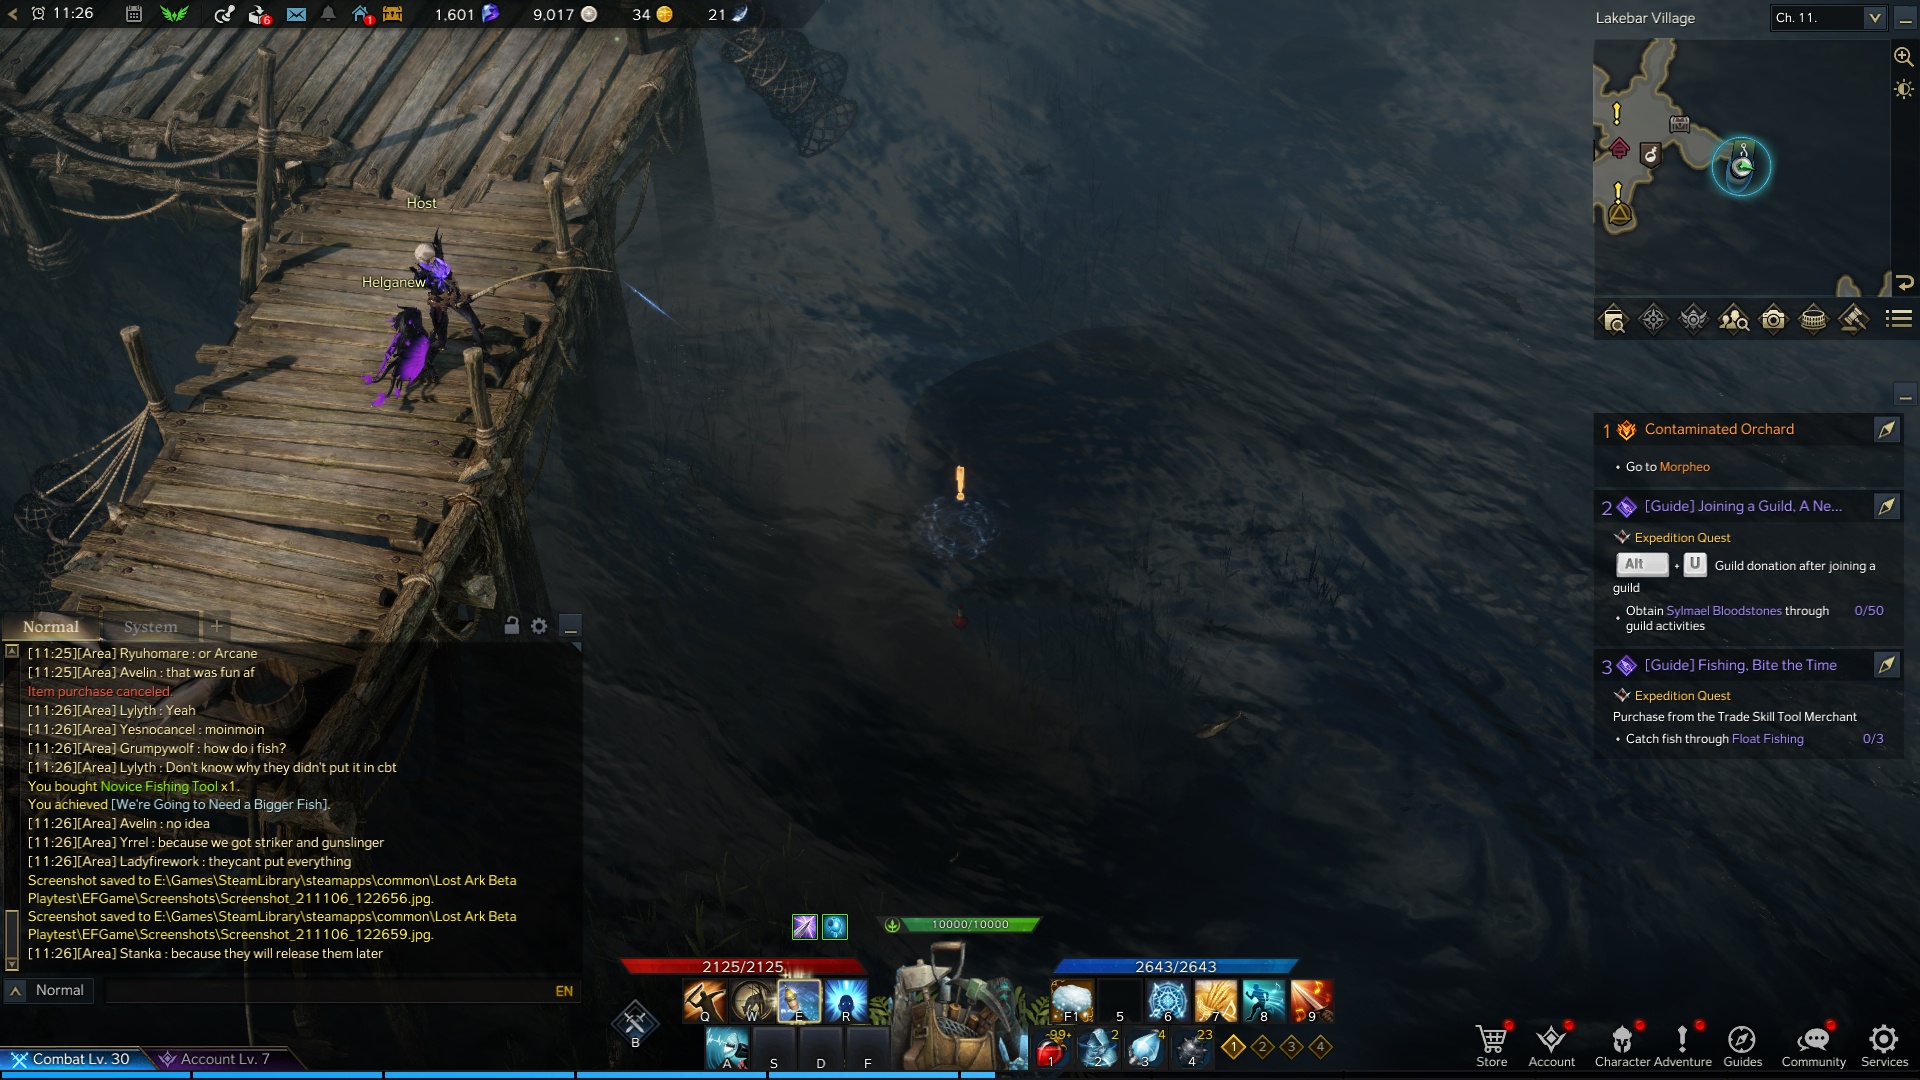 11:26
6
1
1,601
9,017
34
21
Lakebar Village
Ch. 11.
Host
Helganew
1 Contaminated Orchard
Go to Morpheo
2 [Guide] Joining a Guild, A Ne...
Expedition Quest
Alt + U Guild donation after joining a
guild
Obtain Sylmael Bloodstones through 0/50
guild activities
3 [Guide] Fishing, Bite the Time
Expedition Quest
Purchase from the Trade Skill Tool Merchant
Catch fish through Float Fishing 0/3
Normal System +
[11:25][Area] Ryuhomare : or Arcane
[11:25][Area] Avelin : that was fun af
Item purchase canceled.
[11:26][Area] Lylyth : Yeah
[11:26][Area] Yesnocancel : moinmoin
[11:26][Area] Grumpywolf : how do i fish?
[11:26][Area] Lylyth : Don't know why they didn't put it in cbt
You bought Novice Fishing Tool x1.
You achieved [We're Going to Need a Bigger Fish].
[11:26][Area] Avelin : no idea
[11:26][Area] Yrrel : because we got striker and gunslinger
[11:26][Area] Ladyfirework : theycant put everything
Screenshot saved to E:\Games\SteamLibrary\steamapps\common\Lost Ark Beta
Playtest\EFGame\Screenshots\Screenshot_211106_122656.jpg.
Screenshot saved to E:\Games\SteamLibrary\steamapps\common\Lost Ark Beta
Playtest\EFGame\Screenshots\Screenshot_211106_122659.jpg.
[11:26][Area] Stanka : because they will release them later
Normal
EN
10000/10000
2125/2125
2643/2643
Q W E R
F1 5 6 7 8 9
B
A S D F
99+ 2 4 23
1 2 3 4
1 2 3 4
Combat Lv. 30
Account Lv. 7
Store
Account
Character
Adventure
Guides
Community
Services